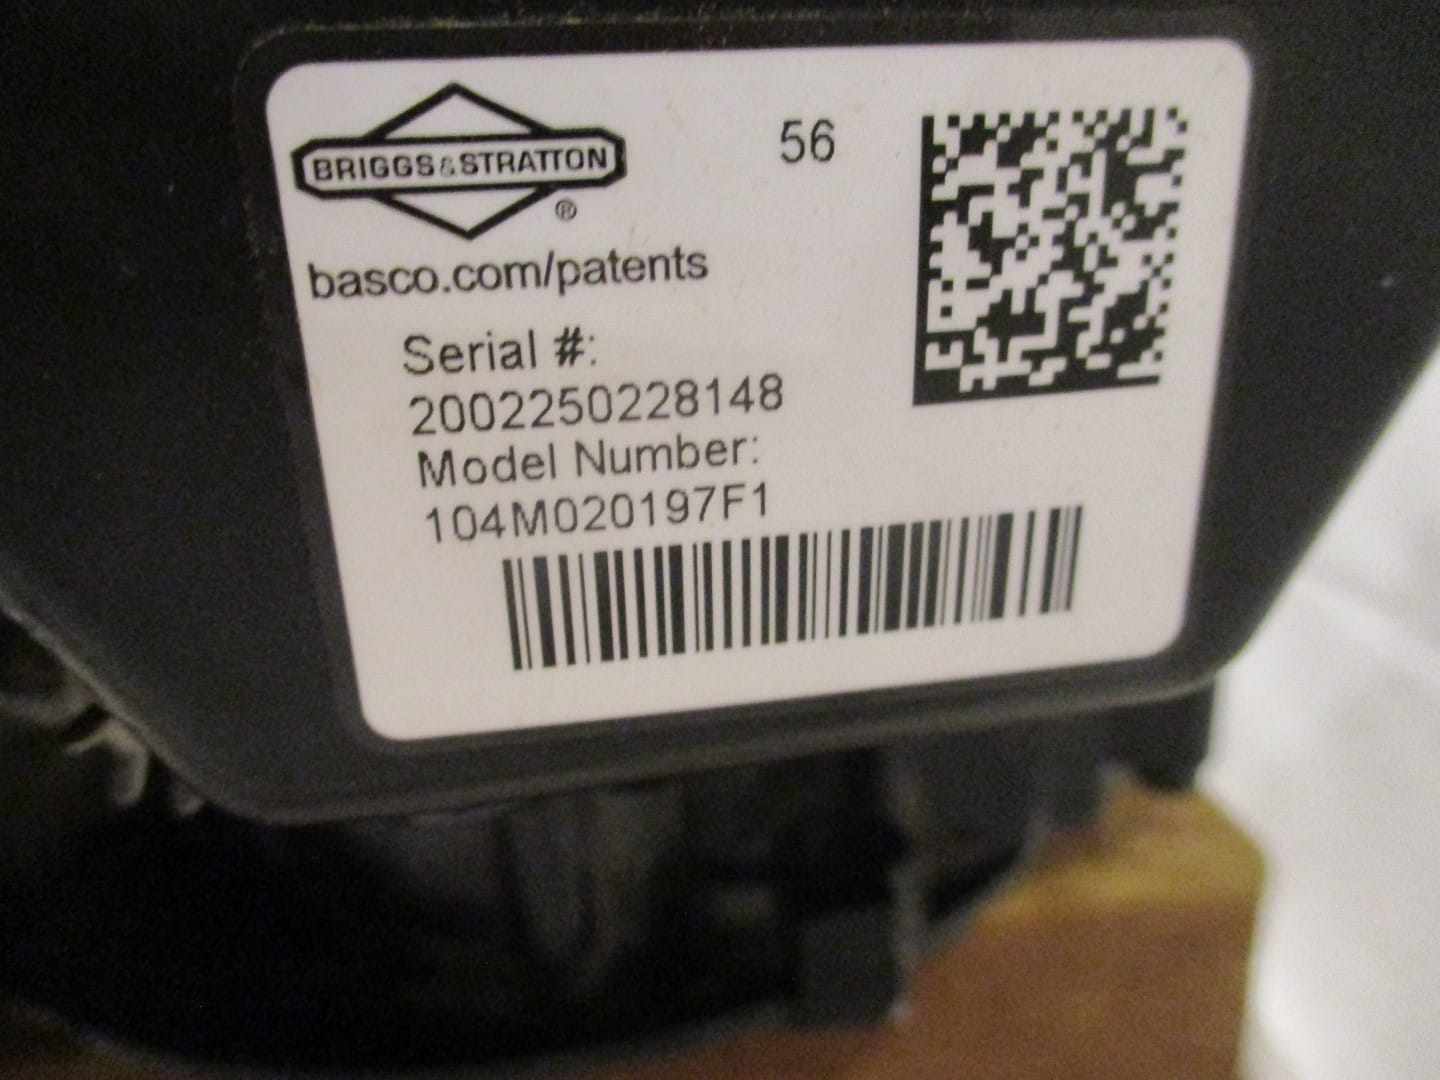 BRIGGS&STRATTON
®
56
basco.com/patents
Serial #:
2002250228148
Model Number:
104M020197F1